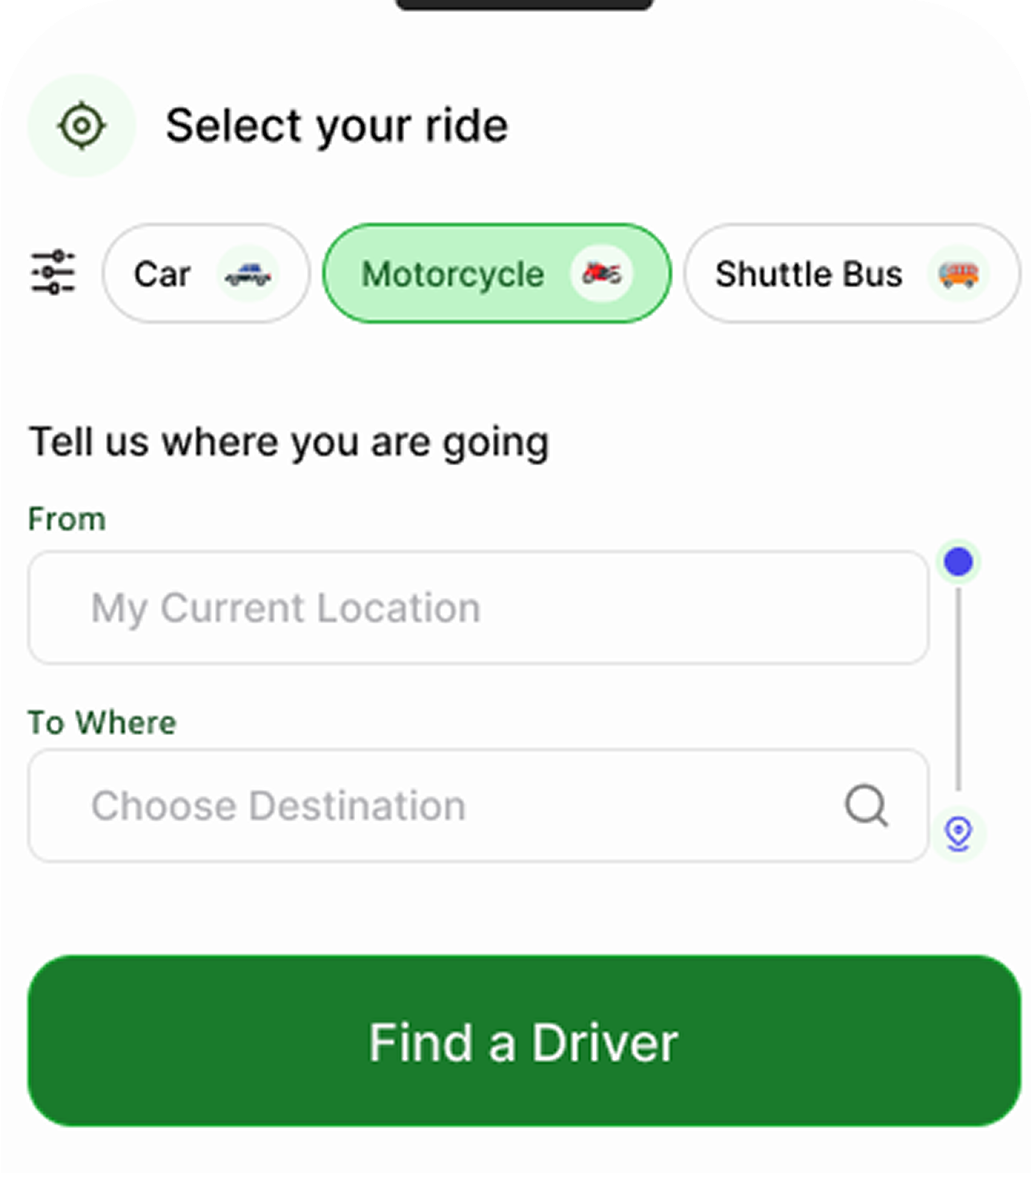 Select your ride
Car
Motorcycle
Shuttle Bus
Tell us where you are going
From
My Current Location
To Where
Choose Destination
Find a Driver